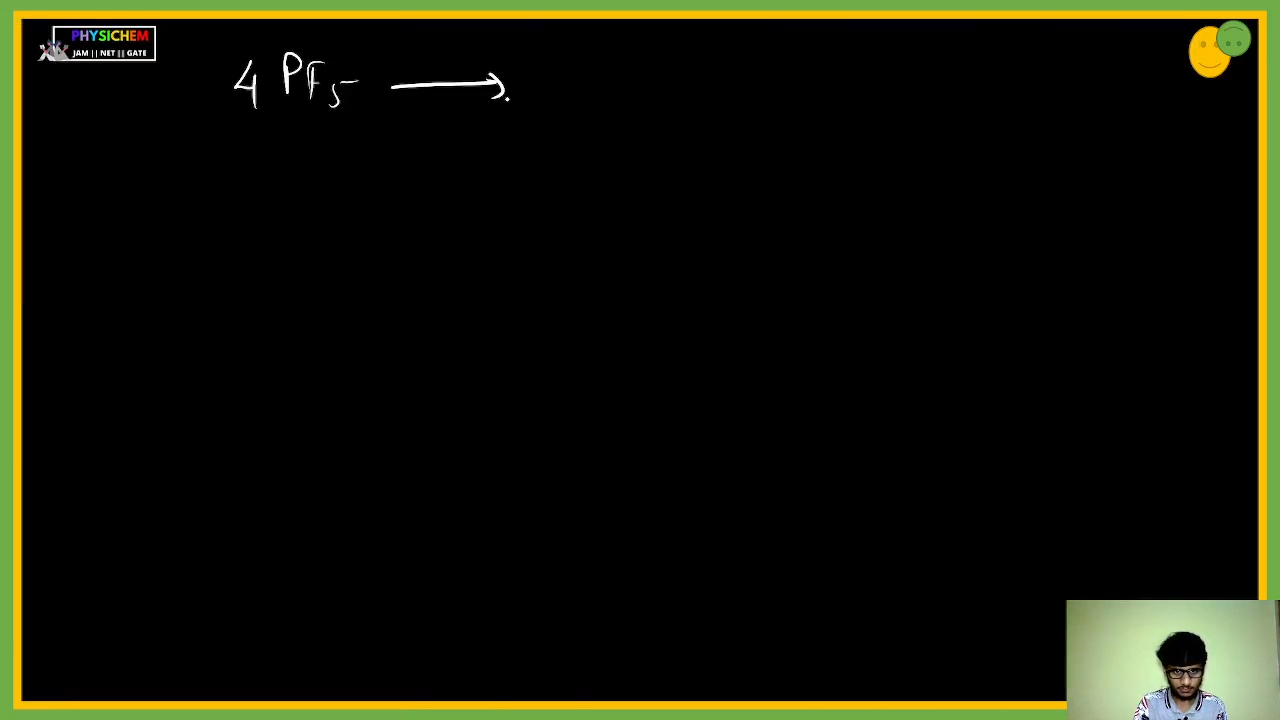 PHYSICHEM
JAM || NET || GATE
4 PF₅ ⟶